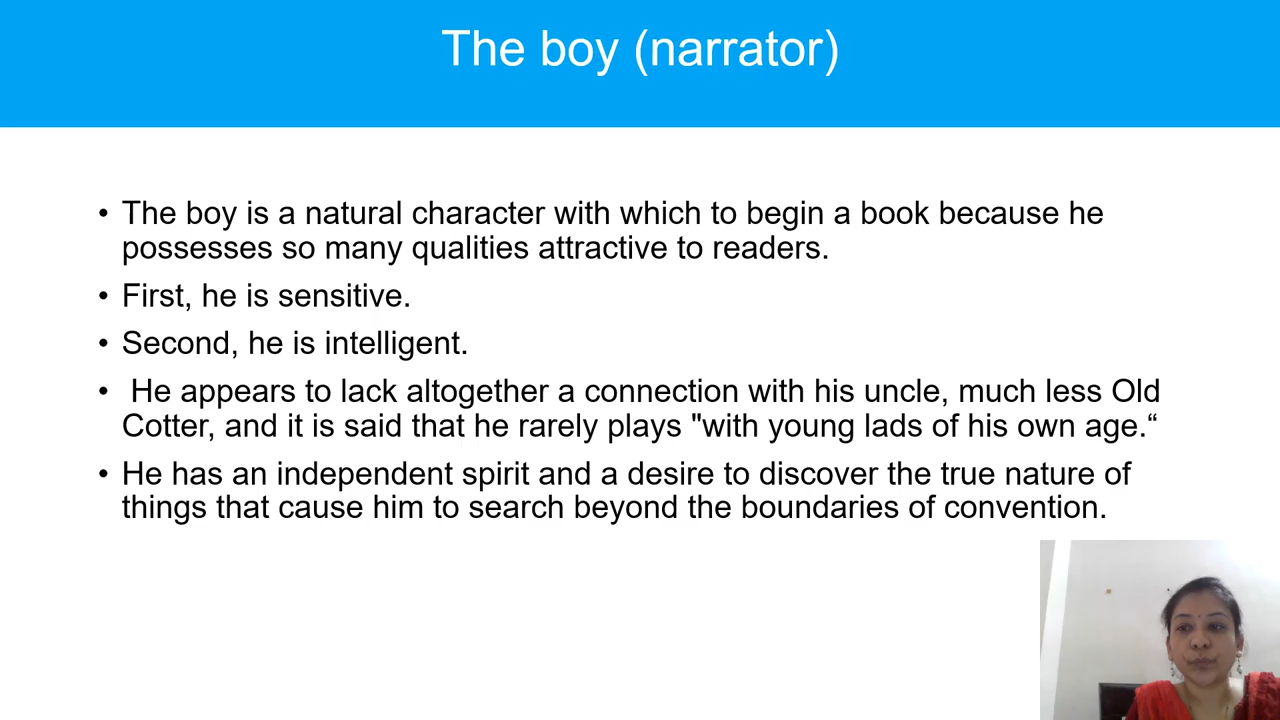 The boy (narrator)
• The boy is a natural character with which to begin a book because he
possesses so many qualities attractive to readers.
• First, he is sensitive.
• Second, he is intelligent.
• He appears to lack altogether a connection with his uncle, much less Old
Cotter, and it is said that he rarely plays "with young lads of his own age.“
• He has an independent spirit and a desire to discover the true nature of
things that cause him to search beyond the boundaries of convention.